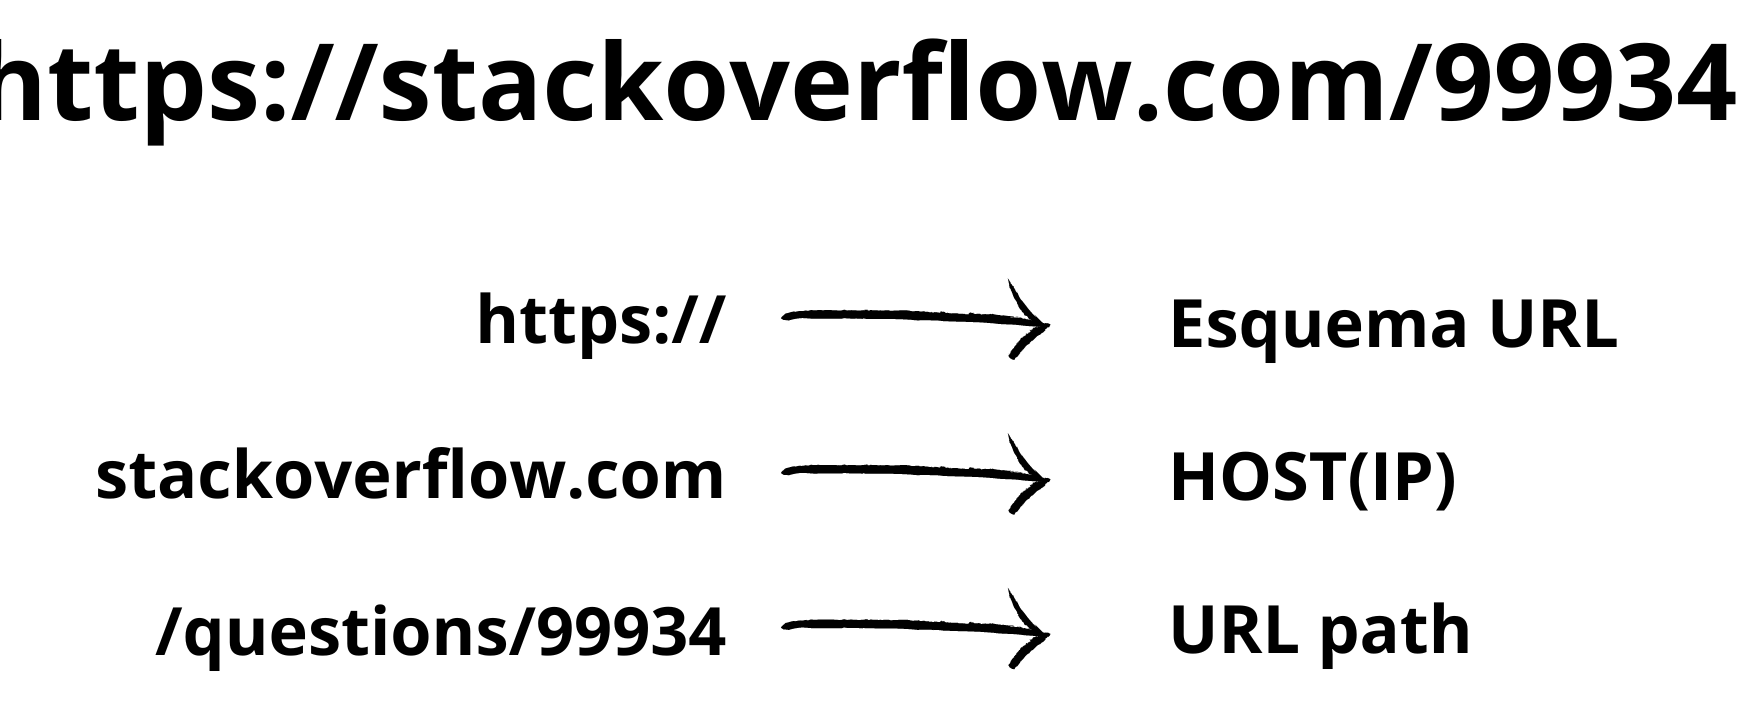 https://stackoverflow.com/99934
https:// Esquema URL
stackoverflow.com HOST(IP)
/questions/99934 URL path